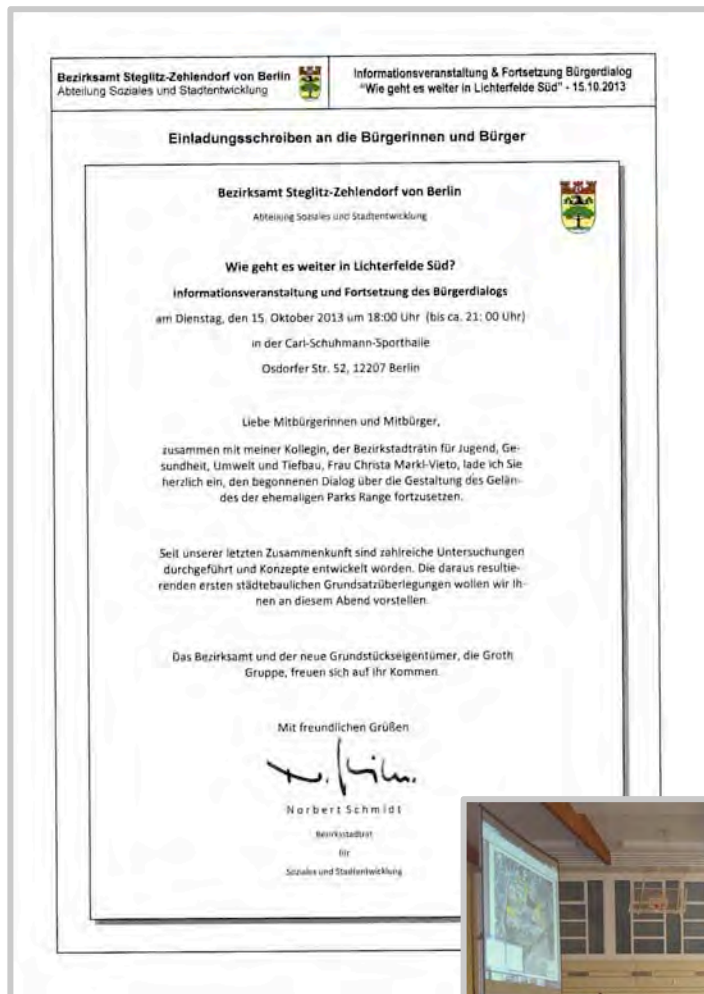 Bezirksamt Steglitz-Zehlendorf von Berlin
Abteilung Soziales und Stadtentwicklung
Informationsveranstaltung & Fortsetzung Bürgerdialog
"Wie geht es weiter in Lichterfelde Süd" - 15.10.2013
Einladungsschreiben an die Bürgerinnen und Bürger
Bezirksamt Steglitz-Zehlendorf von Berlin
Abteilung Soziales und Stadtentwicklung
Wie geht es weiter in Lichterfelde Süd?
Informationsveranstaltung und Fortsetzung des Bürgerdialogs
am Dienstag, den 15. Oktober 2013 um 18:00 Uhr (bis ca. 21: 00 Uhr)
in der Carl-Schuhmann-Sporthalle
Osdorfer Str. 52, 12207 Berlin
Liebe Mitbürgerinnen und Mitbürger,
zusammen mit meiner Kollegin, der Bezirksstadträtin für Jugend, Ge-
sundheit, Umwelt und Tiefbau, Frau Christa Markl-Vieto, lade ich Sie
herzlich ein, den begonnenen Dialog über die Gestaltung des Gelän-
des der ehemaligen Parks Range fortzusetzen.
Seit unserer letzten Zusammenkunft sind zahlreiche Untersuchungen
durchgeführt und Konzepte entwickelt worden. Die daraus resultie-
renden ersten städtebaulichen Grundsatzüberlegungen wollen wir Ih-
nen an diesem Abend vorstellen.
Das Bezirksamt und der neue Grundstückseigentümer, die Groth
Gruppe, freuen sich auf Ihr Kommen.
Mit freundlichen Grüßen
Norbert Schmidt
Bezirksstadtrat
für
Soziales und Stadtentwicklung